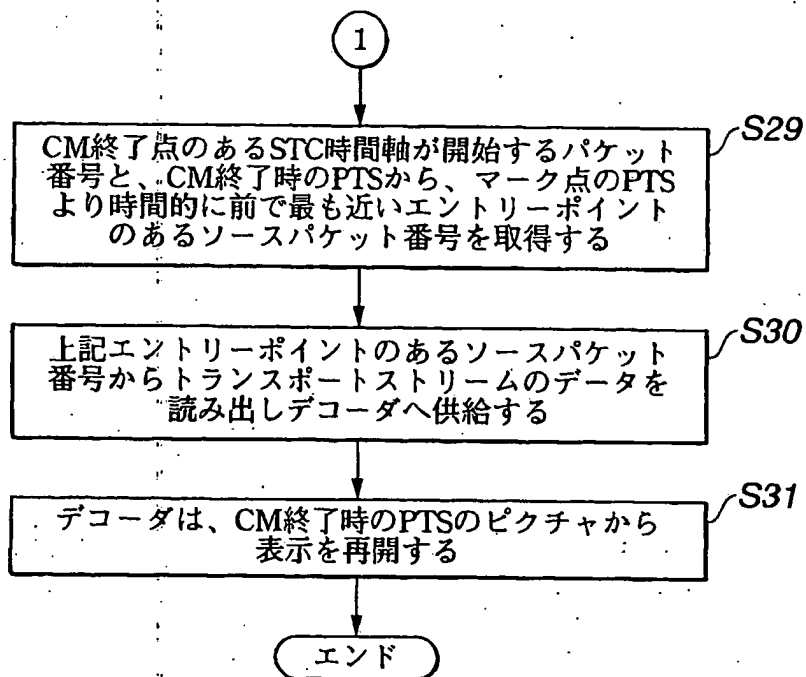 1
S29
CM終了点のあるSTC時間軸が開始するパケット
番号と、CM終了時のPTSから、マーク点のPTS
より時間的に前で最も近いエントリーポイント
のあるソースパケット番号を取得する
S30
上記エントリーポイントのあるソースパケット
番号からトランスポートストリームのデータを
読み出しデコーダへ供給する
S31
デコーダは、CM終了時のPTSのピクチャから
表示を再開する
エンド